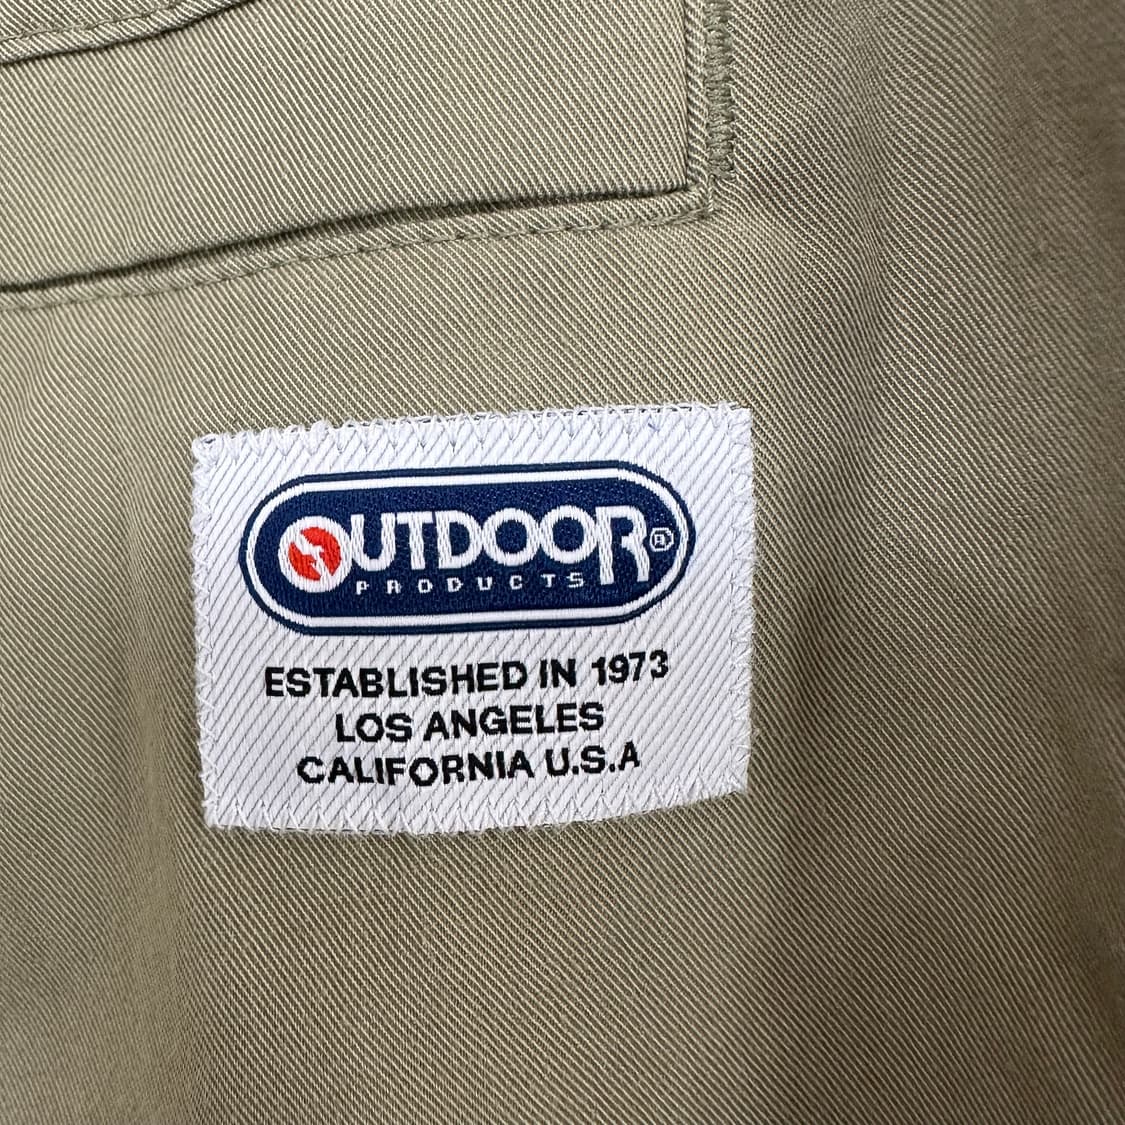 OUTDOOR®
PRODUCTS
ESTABLISHED IN 1973
LOS ANGELES
CALIFORNIA U.S.A